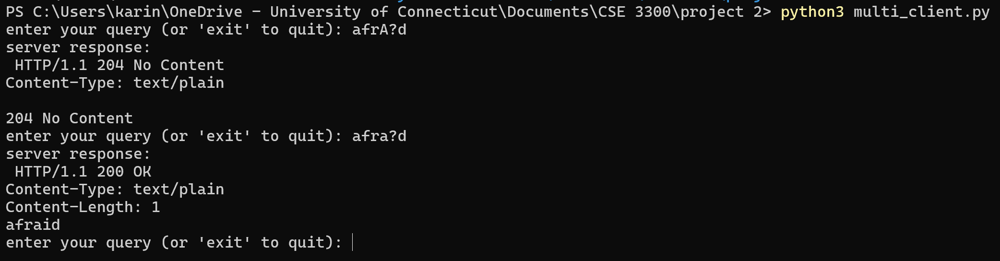 PS C:\Users\karin\OneDrive - University of Connecticut\Documents\CSE 3300\project 2> python3 multi_client.py
enter your query (or 'exit' to quit): afrA?d
server response:
 HTTP/1.1 204 No Content
Content-Type: text/plain

204 No Content
enter your query (or 'exit' to quit): afra?d
server response:
 HTTP/1.1 200 OK
Content-Type: text/plain
Content-Length: 1
afraid
enter your query (or 'exit' to quit):